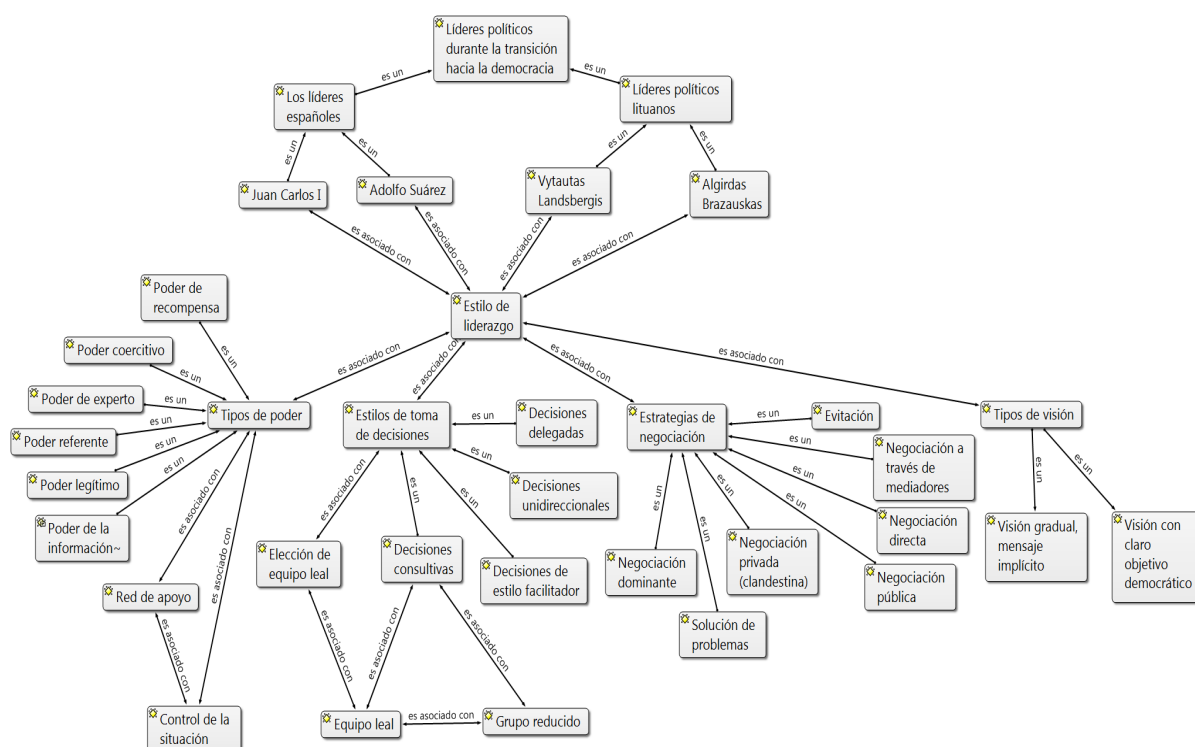 Líderes políticos
durante la transición
hacia la democracia
es un
es un
Los líderes
españoles
Líderes políticos
lituanos
es un
es un
es un
es un
Juan Carlos I
Adolfo Suárez
Vytautas
Landsbergis
Algirdas
Brazauskas
es asociado con
es asociado con
es asociado con
es asociado con
Estilo de
liderazgo
Poder de
recompensa
es un
es asociado con
es asociado con
es asociado con
es asociado con
Poder coercitivo
es un
Poder de experto
es un
Tipos de poder
Poder referente
es un
Poder legítimo
es un
Poder de la
información~
es un
es asociado con
es asociado con
Red de apoyo
es asociado con
Control de la
situación
Estilos de toma
de decisiones
es un
Decisiones
delegadas
es un
Decisiones
unidireccionales
es asociado con
es un
es un
Elección de
equipo leal
Decisiones
consultivas
Decisiones de
estilo facilitador
es asociado con
es asociado con
es asociado con
Equipo leal
es asociado con
Grupo reducido
Estrategias de
negociación
es un
Evitación
es un
Negociación a
través de
mediadores
es un
Negociación
directa
es un
Negociación
pública
es un
Negociación
privada
(clandestina)
es un
Solución de
problemas
es un
Negociación
dominante
Tipos de visión
es un
es un
Visión gradual,
mensaje
implícito
Visión con
claro
objetivo
democrático